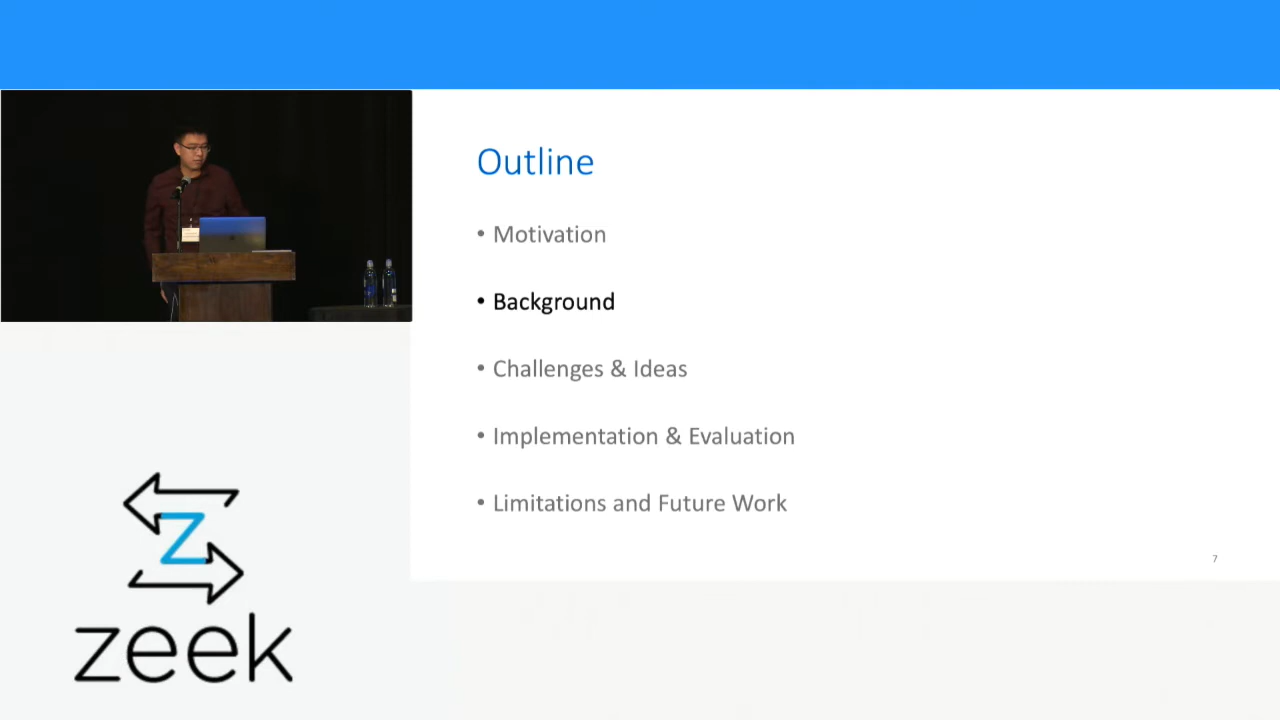 Outline
• Motivation
• Background
• Challenges & Ideas
• Implementation & Evaluation
• Limitations and Future Work
7
Z
zeek